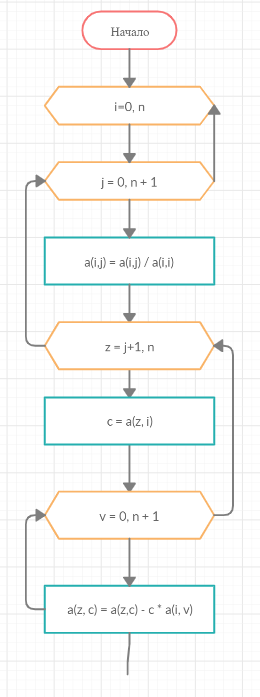 Начало
i=0, n
j = 0, n + 1
a(i,j) = a(i,j) / a(i,i)
z = j+1, n
c = a(z, i)
v = 0, n + 1
a(z, c) = a(z,c) - c * a(i, v)